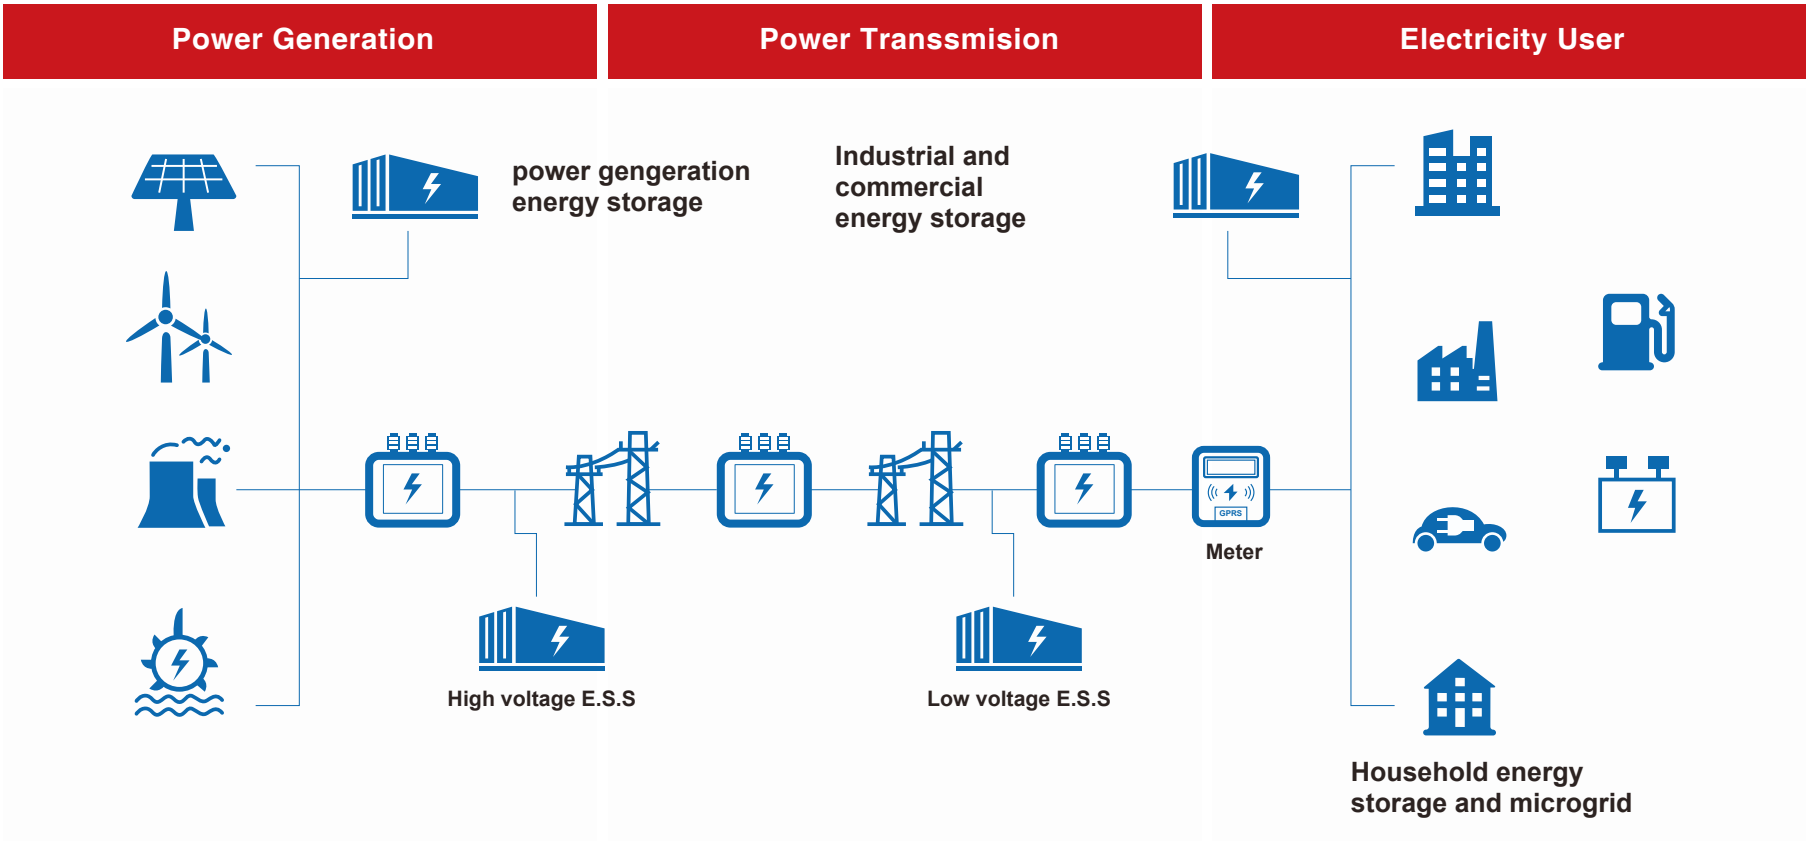 Power Generation
Power Transsmision
Electricity User
power gengeration
energy storage
Industrial and
commercial
energy storage
GPRS
Meter
High voltage E.S.S
Low voltage E.S.S
Household energy
storage and microgrid